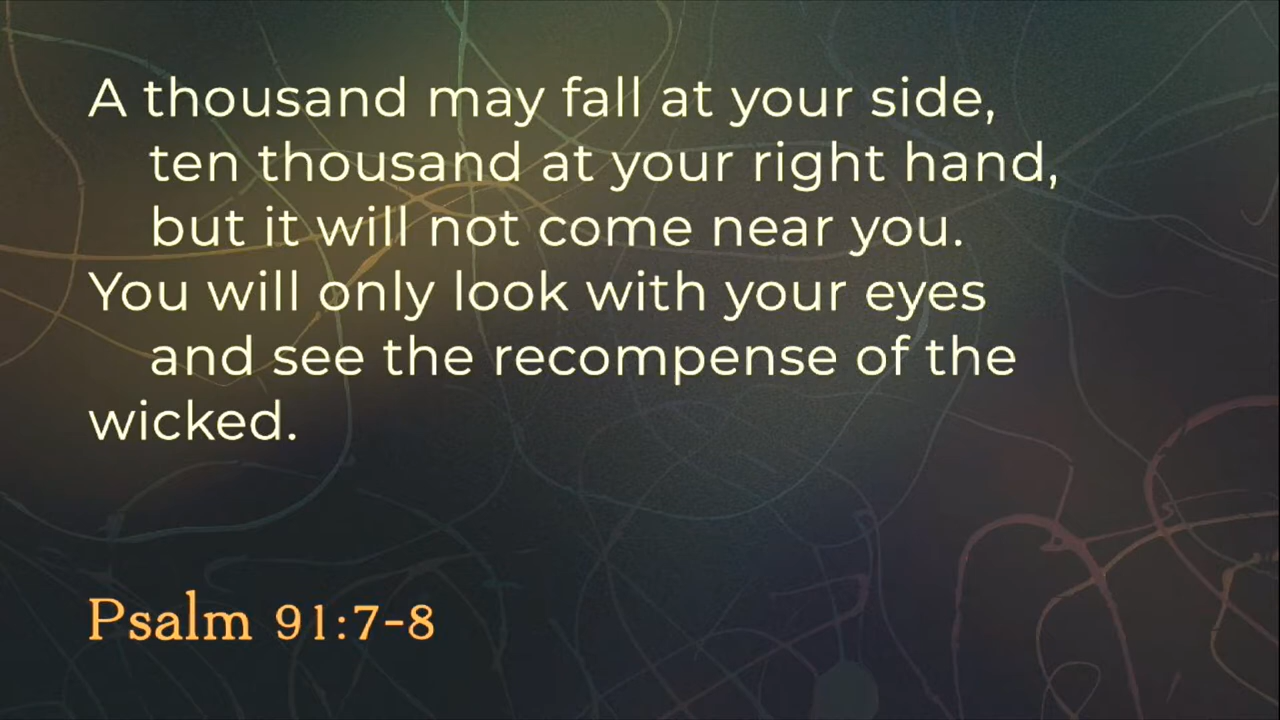 A thousand may fall at your side,
ten thousand at your right hand,
but it will not come near you.
You will only look with your eyes
and see the recompense of the
wicked.
Psalm 91:7-8